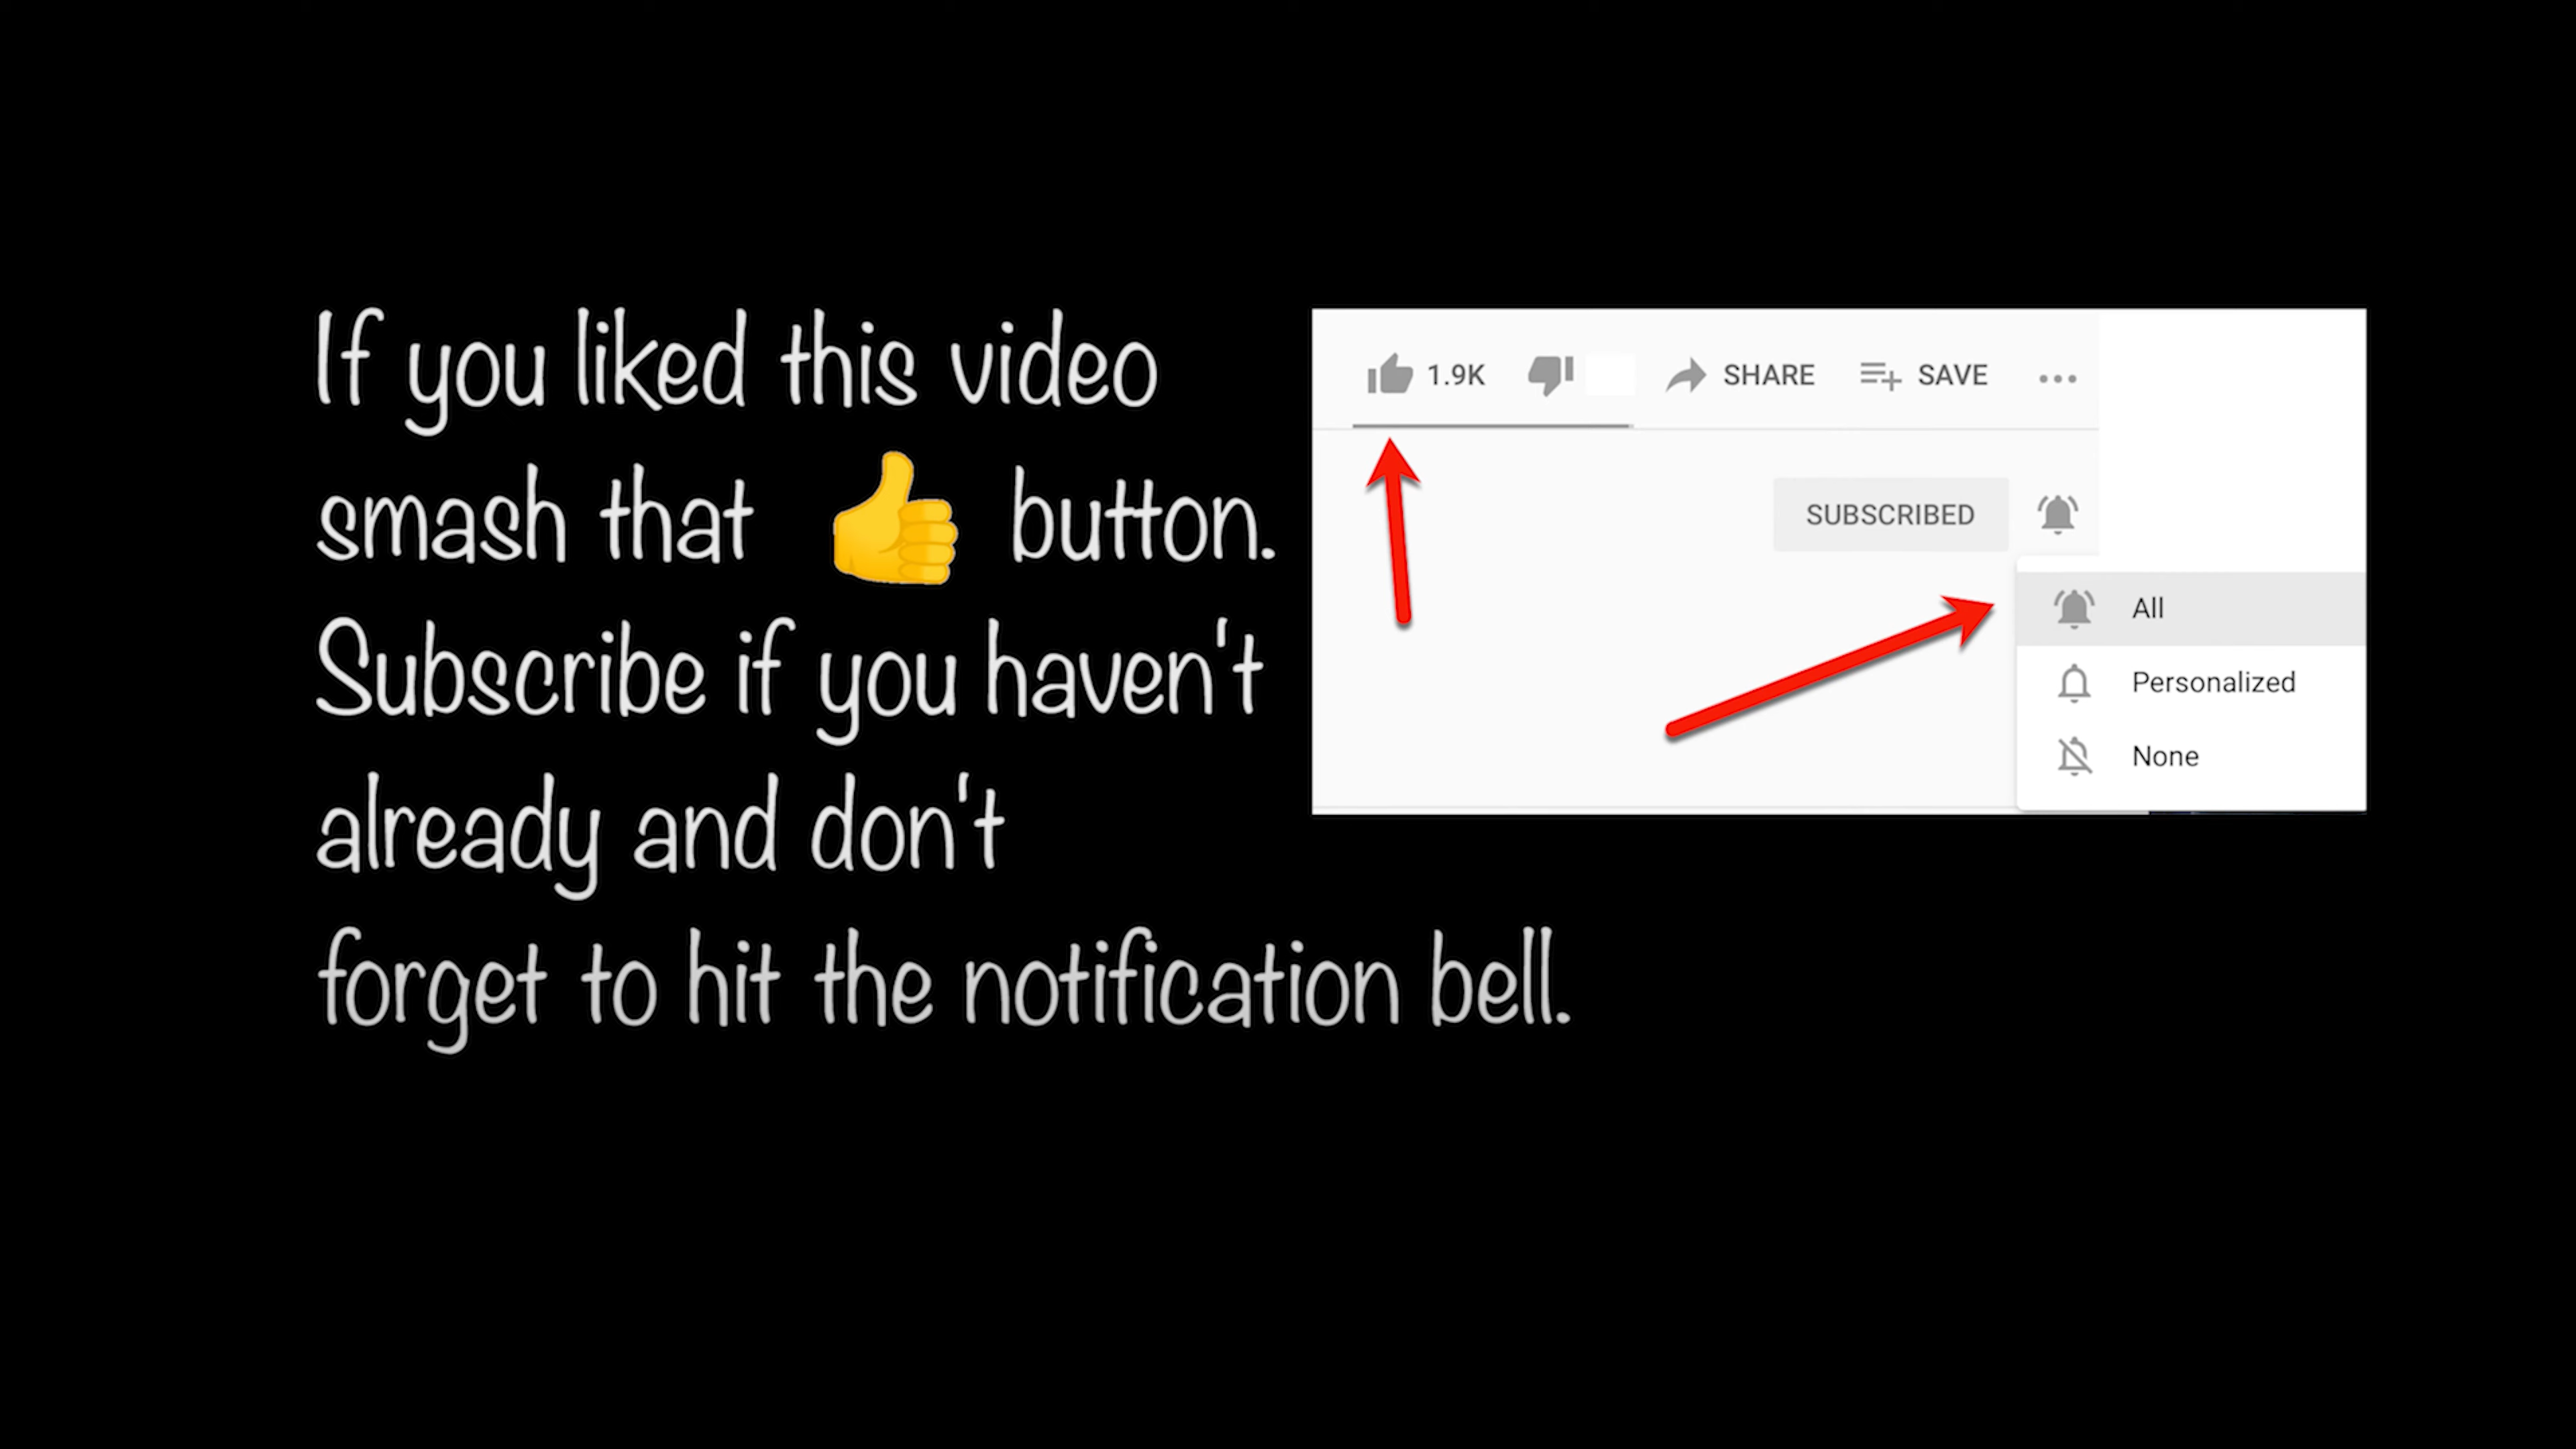 If you liked this video
smash that 👍 button.
Subscribe if you haven't
already and don't
forget to hit the notification bell.
1.9K SHARE SAVE ...
SUBSCRIBED
All
Personalized
None